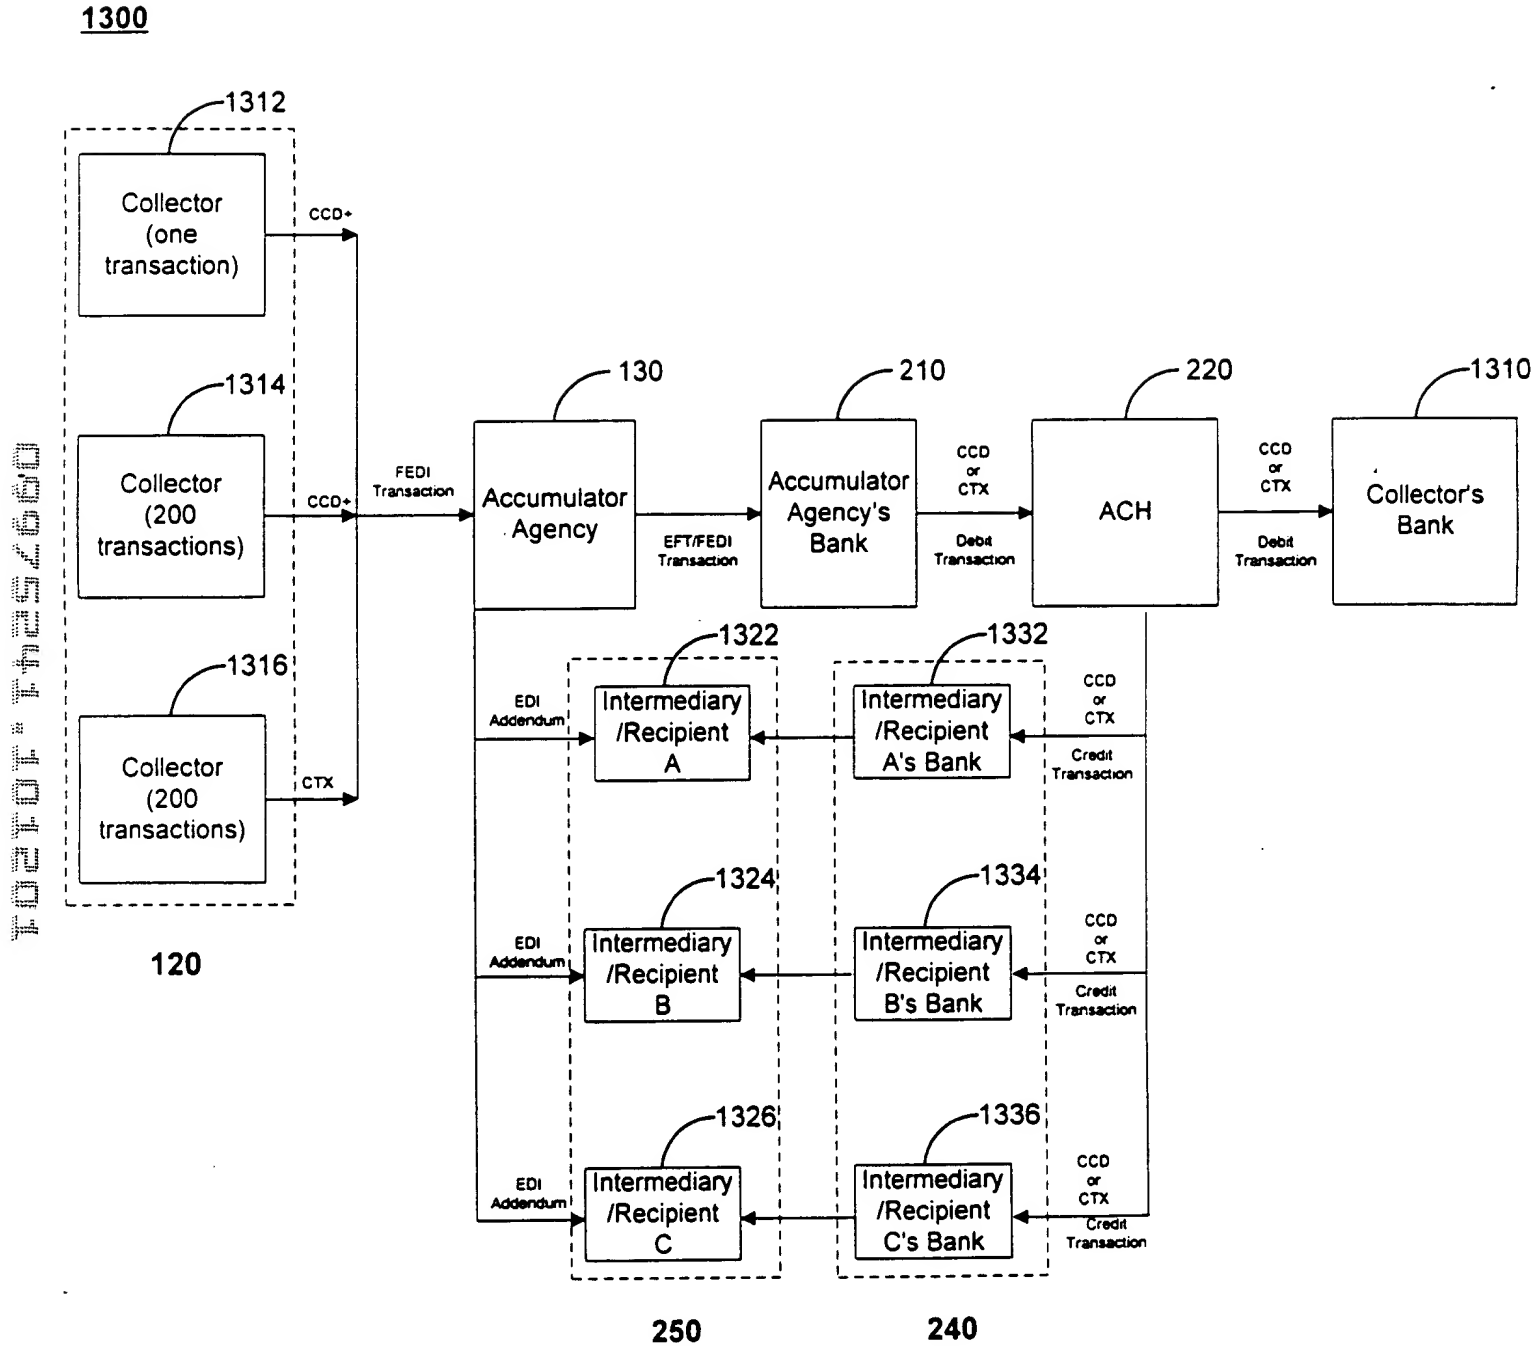 1300
1312
Collector
(one
transaction)
CCD+
1314
Collector
(200
transactions)
CCD+
1316
Collector
(200
transactions)
CTX
120
FEDI
Transaction
130
Accumulator
Agency
EFT/FEDI
Transaction
210
Accumulator
Agency's
Bank
CCD
or
CTX
Debit
Transaction
220
ACH
CCD
or
CTX
Debit
Transaction
1310
Collector's
Bank
EDI
Addendum
1322
Intermediary
/Recipient
A
1332
Intermediary
/Recipient
A's Bank
CCD
or
CTX
Credit
Transaction
EDI
Addendum
1324
Intermediary
/Recipient
B
1334
Intermediary
/Recipient
B's Bank
CCD
or
CTX
Credit
Transaction
EDI
Addendum
1326
Intermediary
/Recipient
C
1336
Intermediary
/Recipient
C's Bank
CCD
or
CTX
Credit
Transaction
250
240
09975241.101201